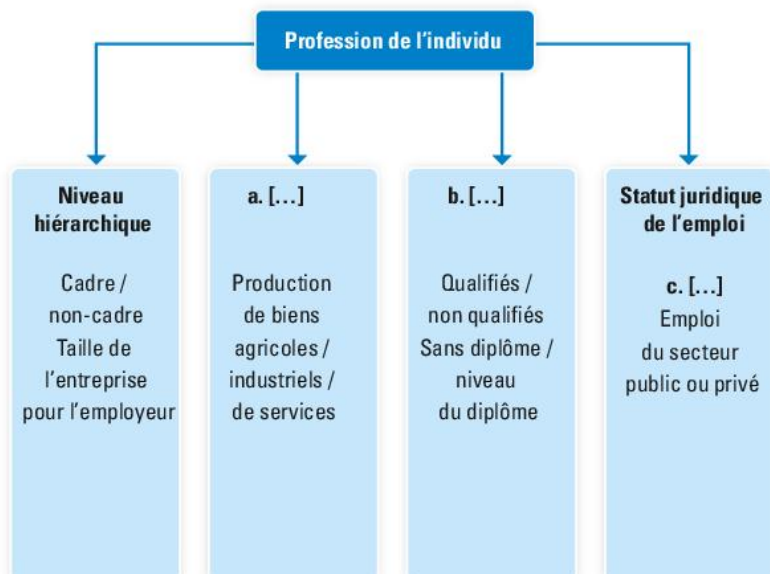 Profession de l'individu
Niveau
hiérarchique
Cadre /
non-cadre
Taille de
l'entreprise
pour l'employeur
a. [...]
Production
de biens
agricoles /
industriels /
de services
b. [...]
Qualifiés /
non qualifiés
Sans diplôme /
niveau
du diplôme
Statut juridique
de l'emploi
c. [...]
Emploi
du secteur
public ou privé